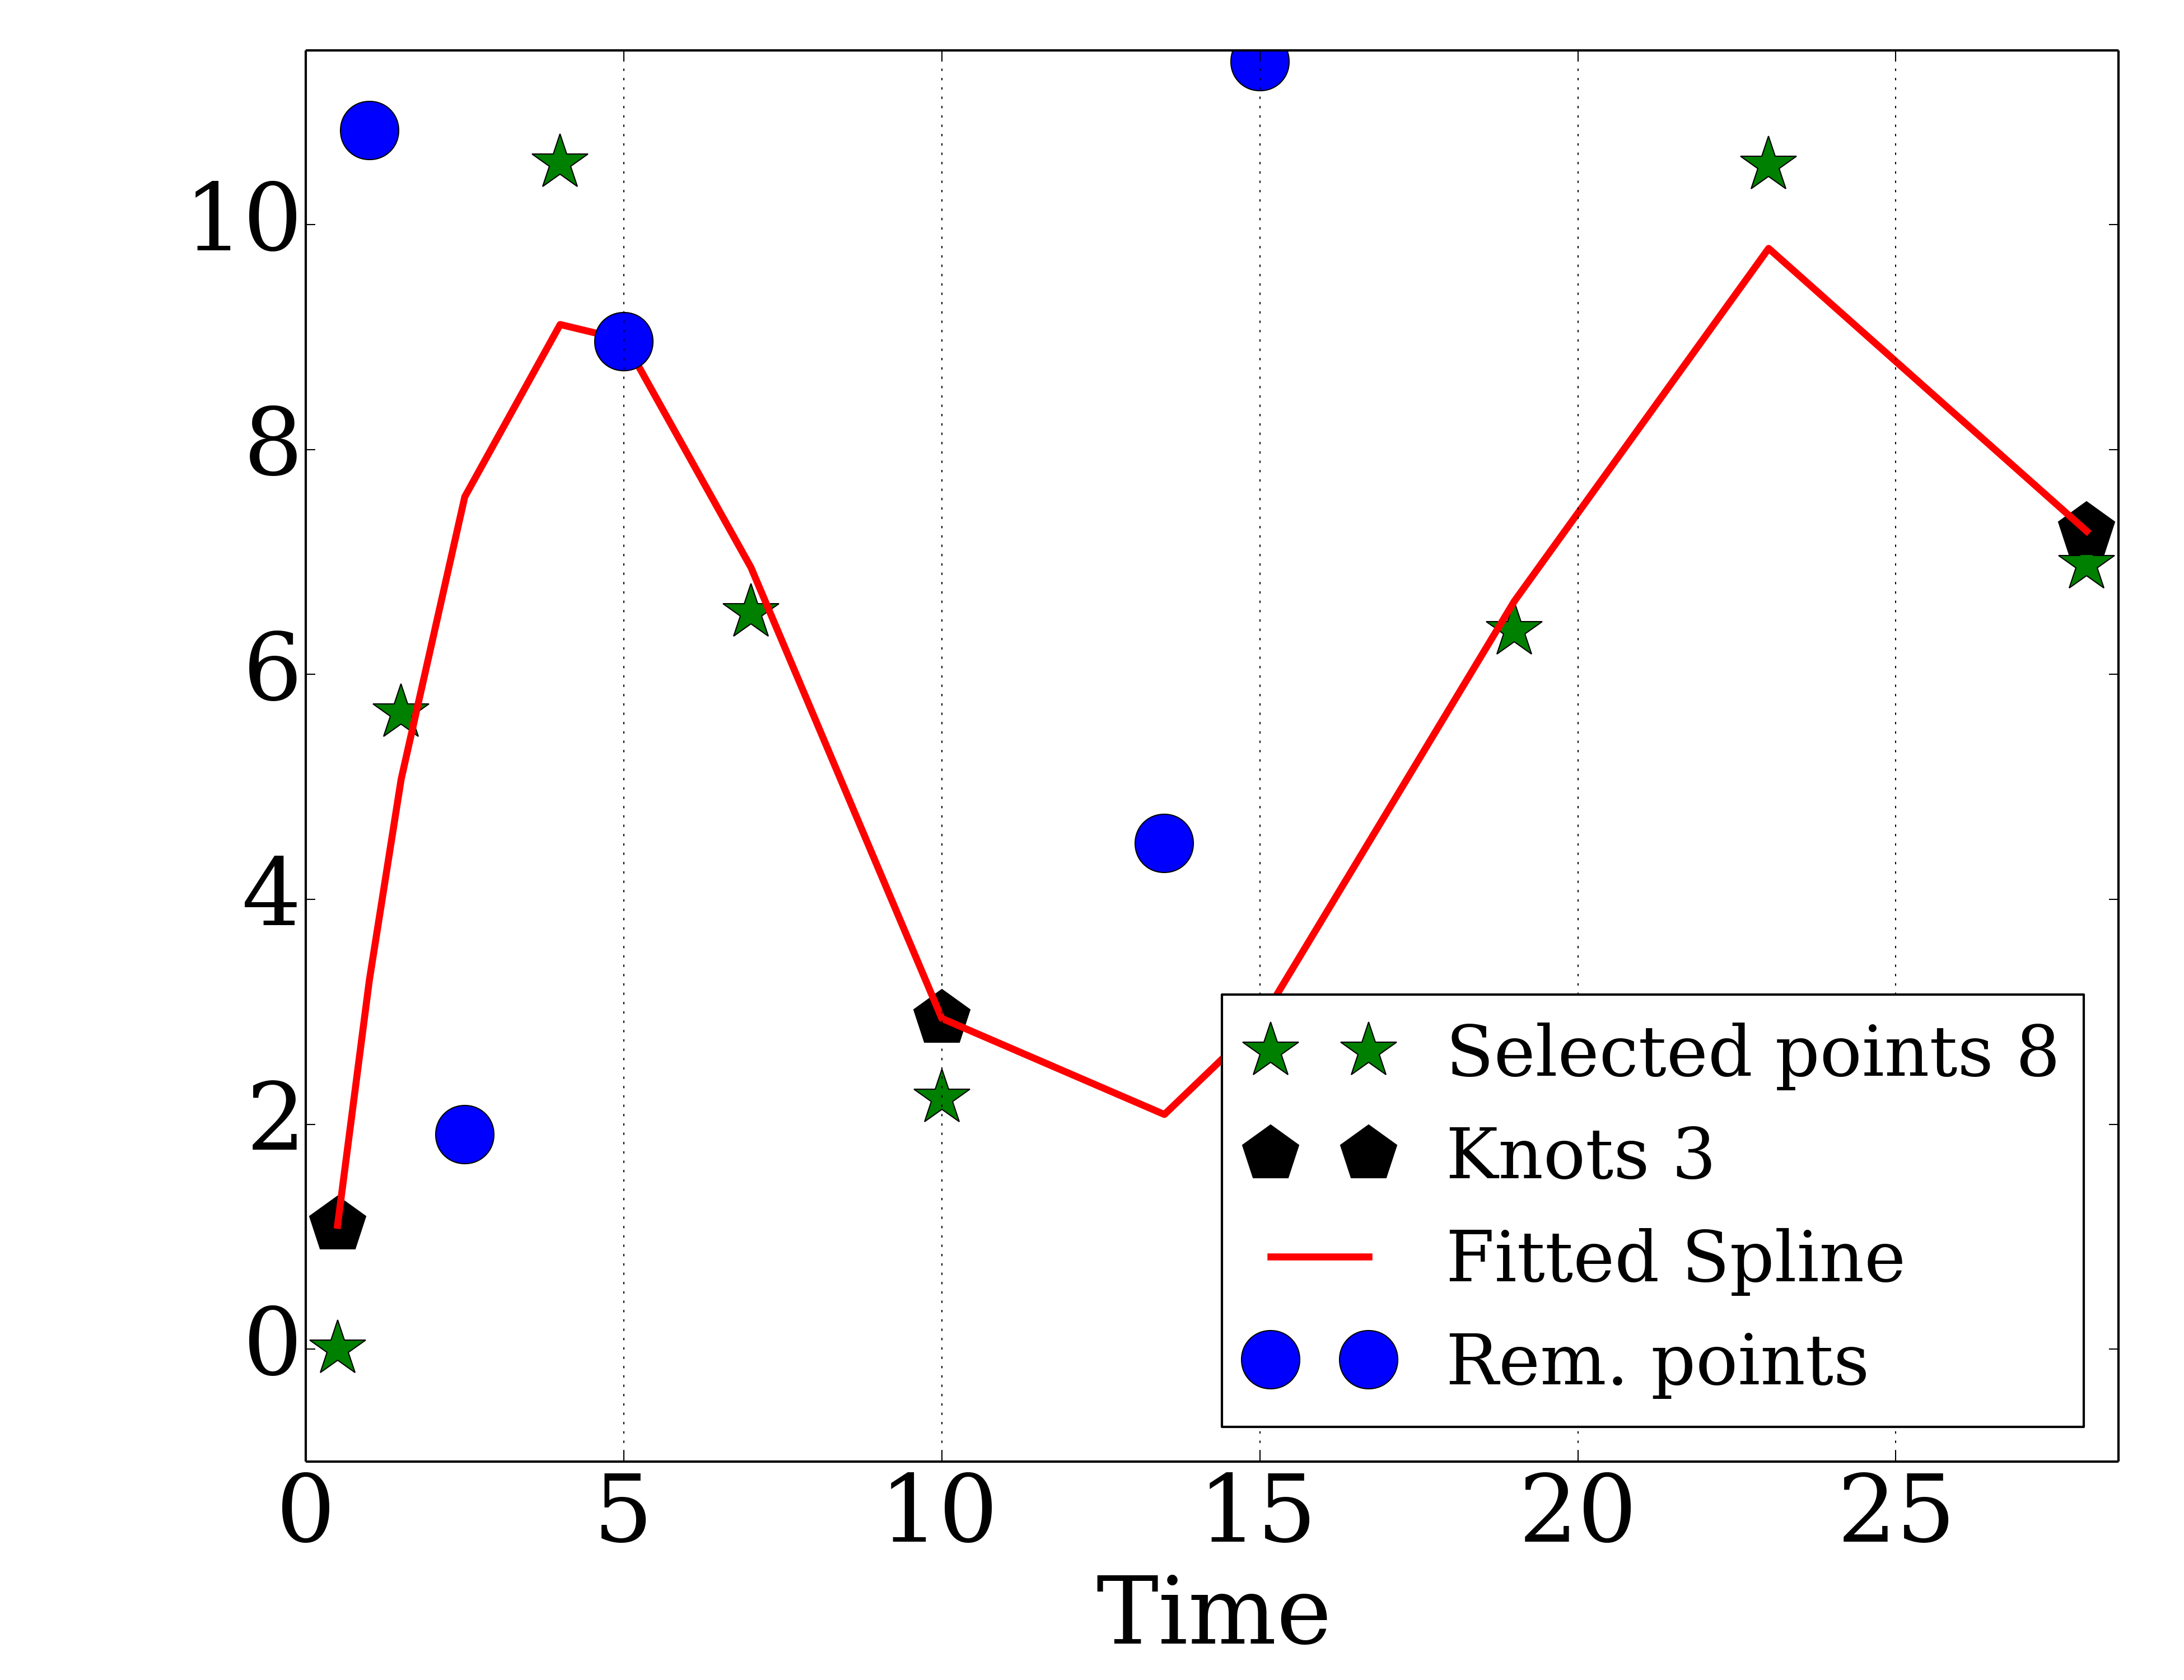 10
8
6
4
2
0
Selected points 8
Knots 3
Fitted Spline
Rem. points
0 5 10 15 20 25
Time